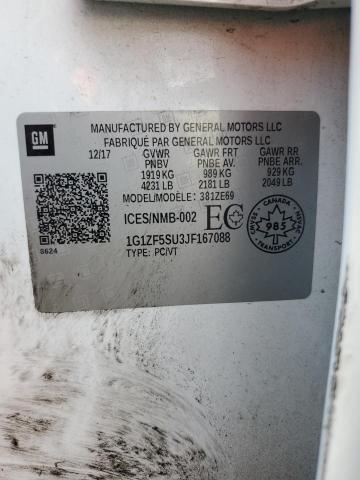 GM
MANUFACTURED BY GENERAL MOTORS LLC
FABRIQUÉ PAR GENERAL MOTORS LLC
12/17 GVWR GAWR FRT GAWR RR
PNBV PNBE AV. PNBE ARR.
1919 KG 989 KG 929 KG
4231 LB 2181 LB 2049 LB
MODEL/MODÈLE: 381ZE69
ICES/NMB-002 EC
1G1ZF5SU3JF167088
TYPE: PC/VT
8624
CANADA
985